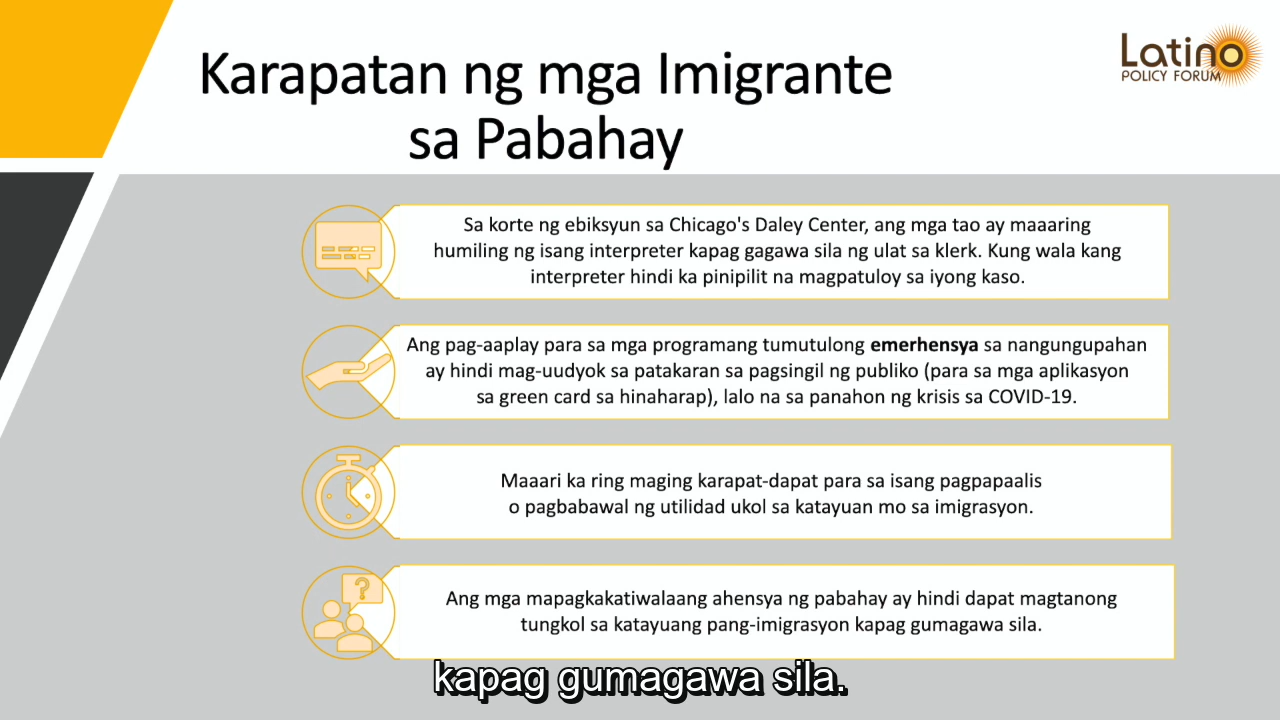 Karapatan ng mga Imigrante
sa Pabahay
Latino
POLICY FORUM
Sa korte ng ebiksyun sa Chicago's Daley Center, ang mga tao ay maaaring
humiling ng isang interpreter kapag gagawa sila ng ulat sa klerk. Kung wala kang
interpreter hindi ka pinipilit na magpatuloy sa iyong kaso.
Ang pag-aaplay para sa mga programang tumutulong emerhensya sa nangungupahan
ay hindi mag-uudyok sa patakaran sa pagsingil ng publiko (para sa mga aplikasyon
sa green card sa hinaharap), lalo na sa panahon ng krisis sa COVID-19.
Maaari ka ring maging karapat-dapat para sa isang pagpapaalis
o pagbabawal ng utilidad ukol sa katayuan mo sa imigrasyon.
?
Ang mga mapagkakatiwalaang ahensya ng pabahay ay hindi dapat magtanong
tungkol sa katayuang pang-imigrasyon kapag gumagawa sila.
kapag gumagawa sila.